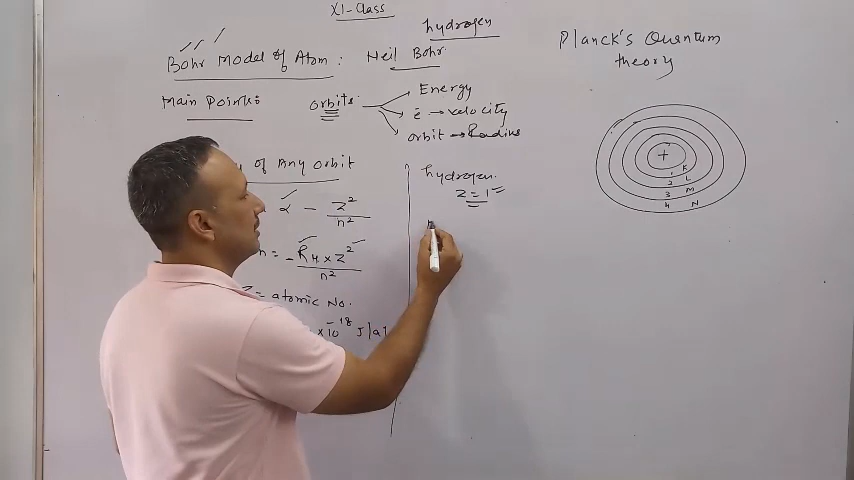 XI-Class
hydrogen
Bohr Model of Atom: Neil Bohr
Main Points
orbits
Energy
ē → velocity
orbit → Radius
of Any orbit
α - Z²
n²
= -RH × Z²
n²
= atomic No.
× 10⁻¹⁸ J/at
hydrogen.
Z = 1
Planck's Quantum
theory
+
1 K
2 L
3 M
4 N